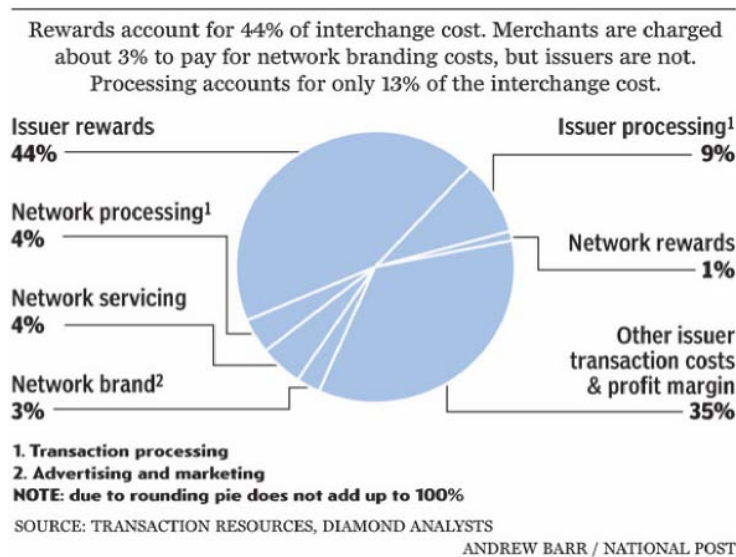 Rewards account for 44% of interchange cost. Merchants are charged
about 3% to pay for network branding costs, but issuers are not.
Processing accounts for only 13% of the interchange cost.
Issuer rewards
44%
Network processing¹
4%
Network servicing
4%
Network brand²
3%
Issuer processing¹
9%
Network rewards
1%
Other issuer
transaction costs
& profit margin
35%
1. Transaction processing
2. Advertising and marketing
NOTE: due to rounding pie does not add up to 100%
SOURCE: TRANSACTION RESOURCES, DIAMOND ANALYSTS
ANDREW BARR / NATIONAL POST